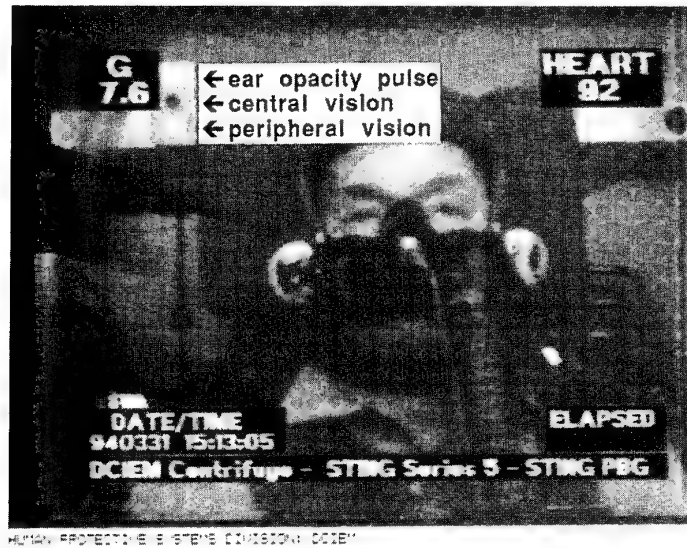 G
7.6
←ear opacity pulse
←central vision
←peripheral vision
HEART
92
DATE/TIME
940331 15:13:05
ELAPSED
DCIEM Centrifuge - STING Series 5 - STING PBG
HUMAN PROTECTIVE SYSTEMS DIVISION: DCIEM